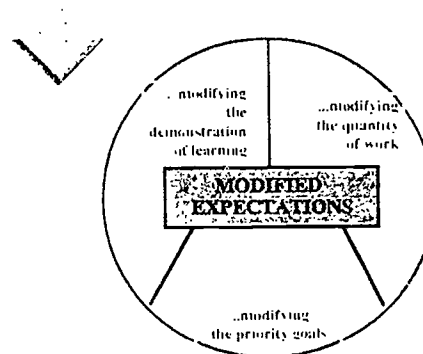 ...modifying
the
demonstration
of learning
...modifying
the quantity
of work
MODIFIED
EXPECTATIONS
...modifying
the priority goals